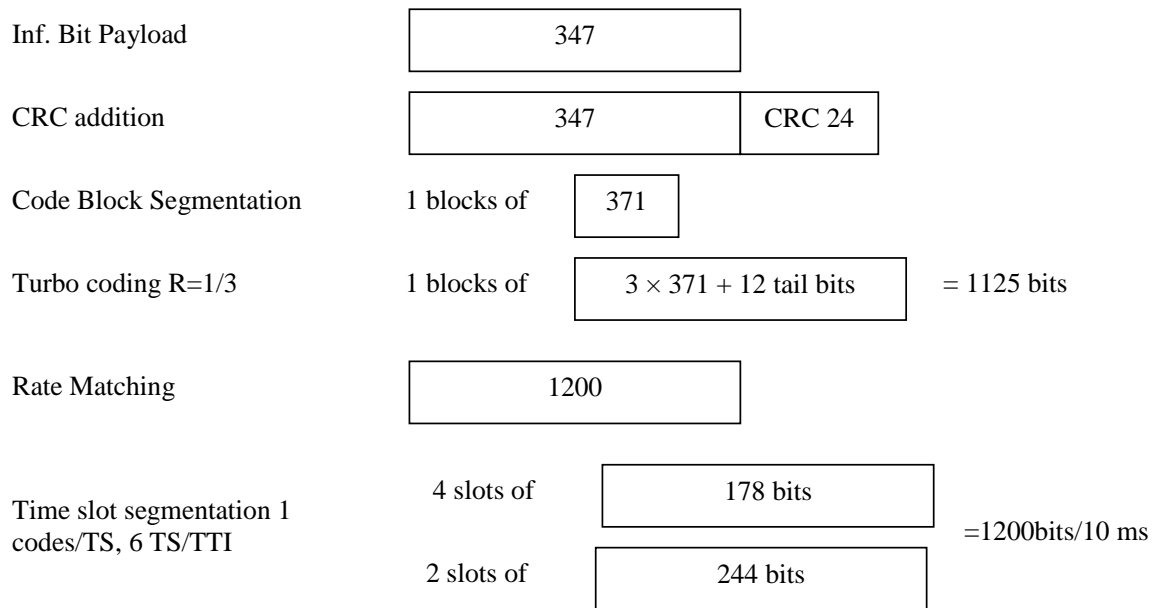 Inf. Bit Payload
347
CRC addition
347
CRC 24
Code Block Segmentation
1 blocks of
371
Turbo coding R=1/3
1 blocks of
3 × 371 + 12 tail bits
= 1125 bits
Rate Matching
1200
Time slot segmentation 1
codes/TS, 6 TS/TTI
4 slots of
178 bits
=1200bits/10 ms
2 slots of
244 bits